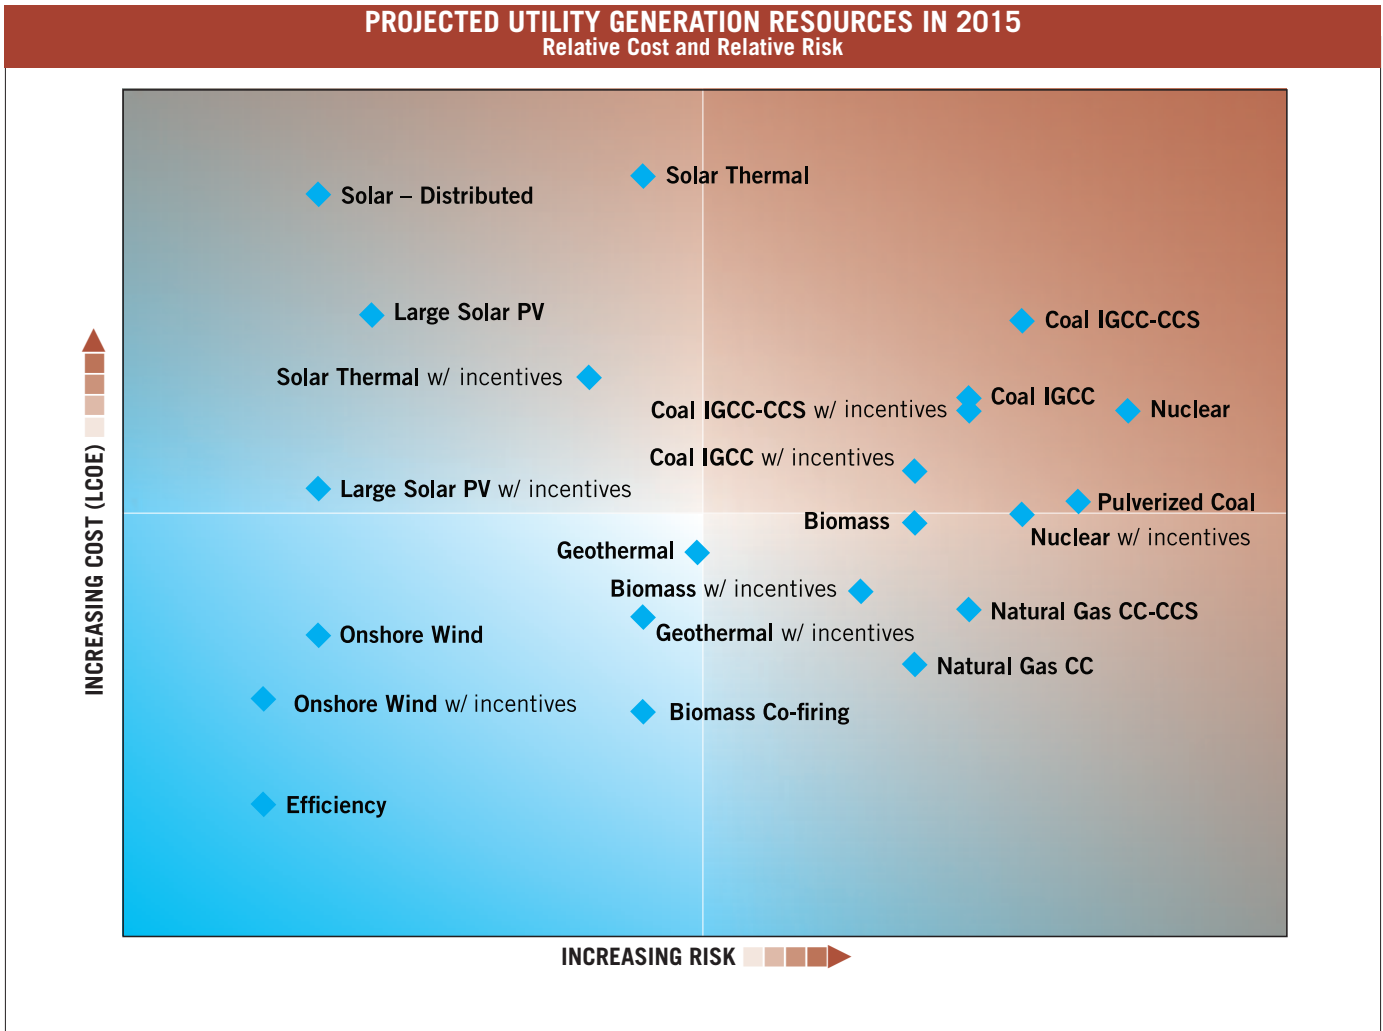 PROJECTED UTILITY GENERATION RESOURCES IN 2015
Relative Cost and Relative Risk
Solar Thermal
Solar – Distributed
Large Solar PV
Coal IGCC-CCS
Solar Thermal w/ incentives
Coal IGCC
Coal IGCC-CCS w/ incentives
Nuclear
Coal IGCC w/ incentives
Large Solar PV w/ incentives
Pulverized Coal
Biomass
Nuclear w/ incentives
Geothermal
Biomass w/ incentives
Natural Gas CC-CCS
Geothermal w/ incentives
Onshore Wind
Natural Gas CC
Onshore Wind w/ incentives
Biomass Co-firing
Efficiency
INCREASING COST (LCOE)
INCREASING RISK